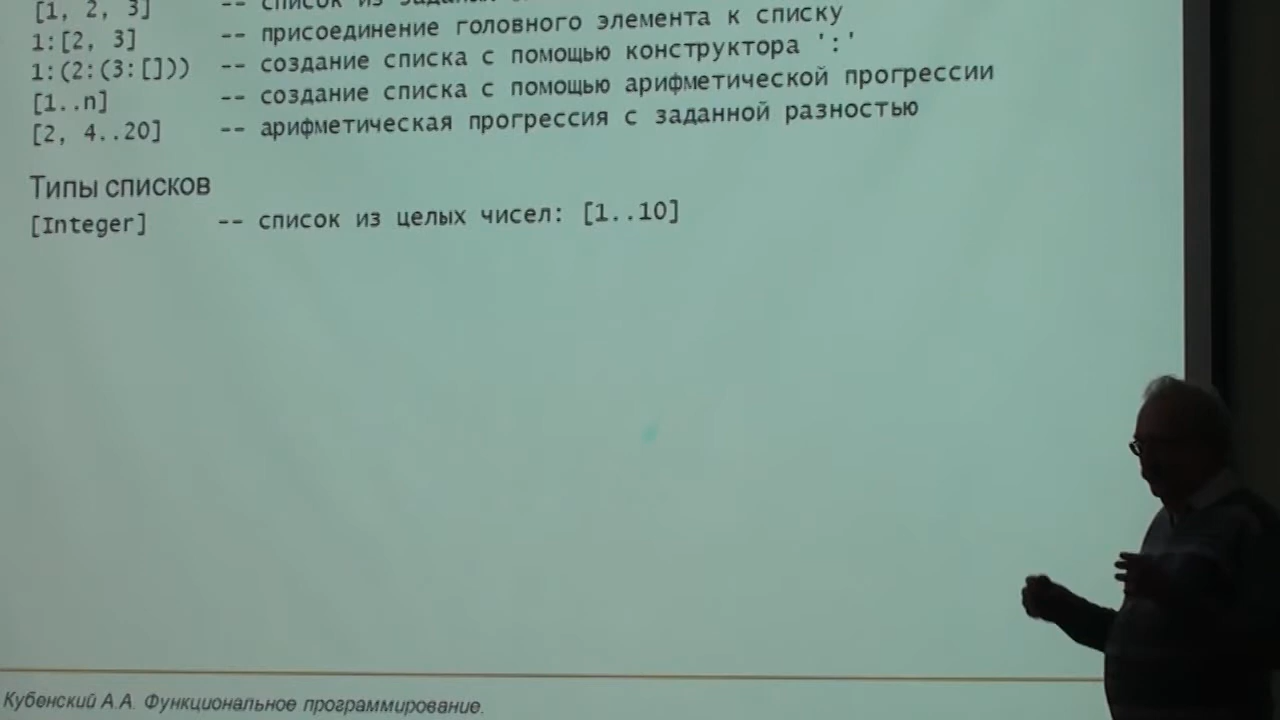 [1, 2, 3] -- список из
1:[2, 3] -- присоединение головного элемента к списку
1:(2:(3:[])) -- создание списка с помощью конструктора ':'
[1..n] -- создание списка с помощью арифметической прогрессии
[2, 4..20] -- арифметическая прогрессия с заданной разностью
Типы списков
[Integer] -- список из целых чисел: [1..10]
Кубенский А.А. Функциональное программирование.